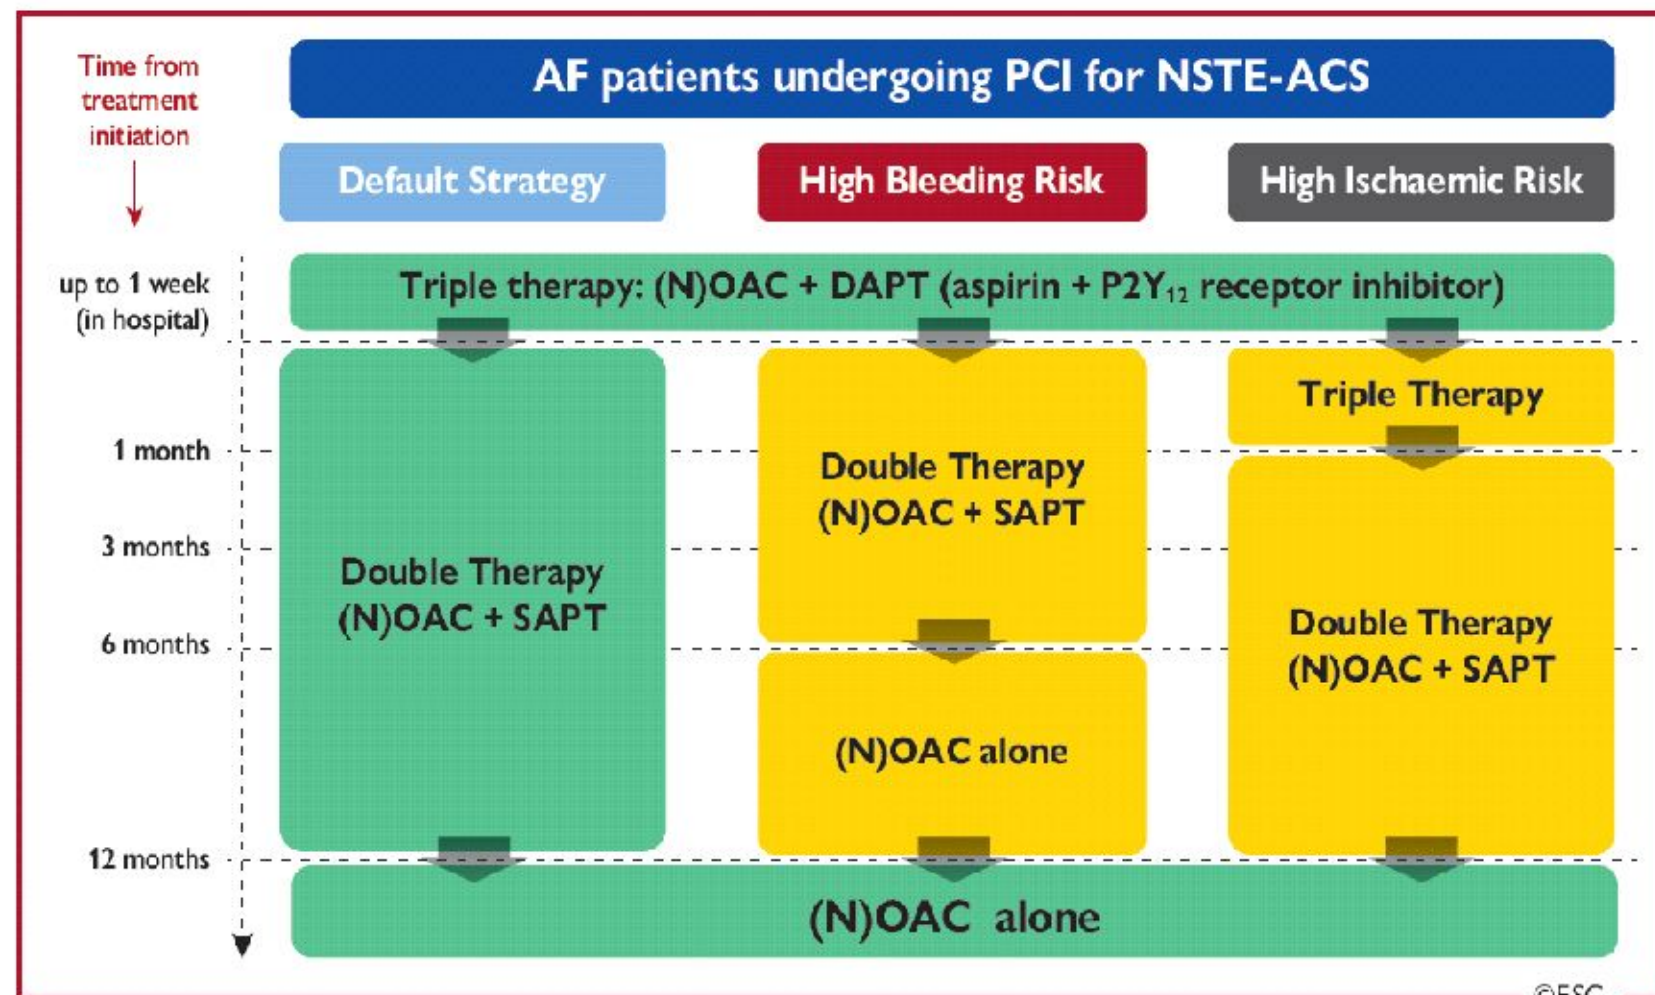 Time from
treatment
initiation
AF patients undergoing PCI for NSTE-ACS
Default Strategy
High Bleeding Risk
High Ischaemic Risk
up to 1 week
(in hospital)
Triple therapy: (N)OAC + DAPT (aspirin + P2Y₁₂ receptor inhibitor)
Triple Therapy
1 month
Double Therapy
(N)OAC + SAPT
3 months
Double Therapy
(N)OAC + SAPT
Double Therapy
(N)OAC + SAPT
6 months
(N)OAC alone
12 months
(N)OAC alone
©ESC